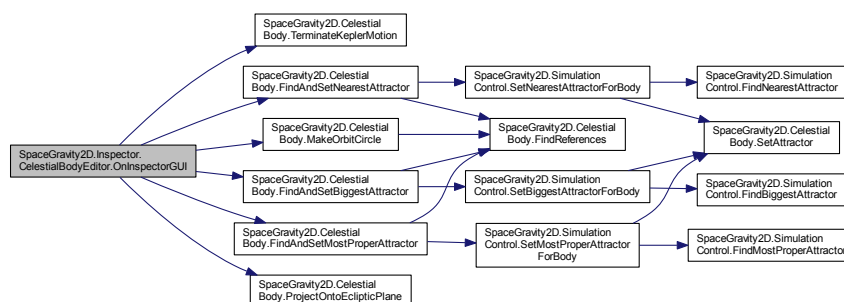 SpaceGravity2D.Inspector.
CelestialBodyEditor.OnInspectorGUI
SpaceGravity2D.Celestial
Body.TerminateKeplerMotion
SpaceGravity2D.Celestial
Body.FindAndSetNearestAttractor
SpaceGravity2D.Celestial
Body.MakeOrbitCircle
SpaceGravity2D.Celestial
Body.FindAndSetBiggestAttractor
SpaceGravity2D.Celestial
Body.FindAndSetMostProperAttractor
SpaceGravity2D.Celestial
Body.ProjectOntoEclipticPlane
SpaceGravity2D.Simulation
Control.SetNearestAttractorForBody
SpaceGravity2D.Celestial
Body.FindReferences
SpaceGravity2D.Simulation
Control.SetBiggestAttractorForBody
SpaceGravity2D.Simulation
Control.SetMostProperAttractor
ForBody
SpaceGravity2D.Simulation
Control.FindNearestAttractor
SpaceGravity2D.Celestial
Body.SetAttractor
SpaceGravity2D.Simulation
Control.FindBiggestAttractor
SpaceGravity2D.Simulation
Control.FindMostProperAttractor